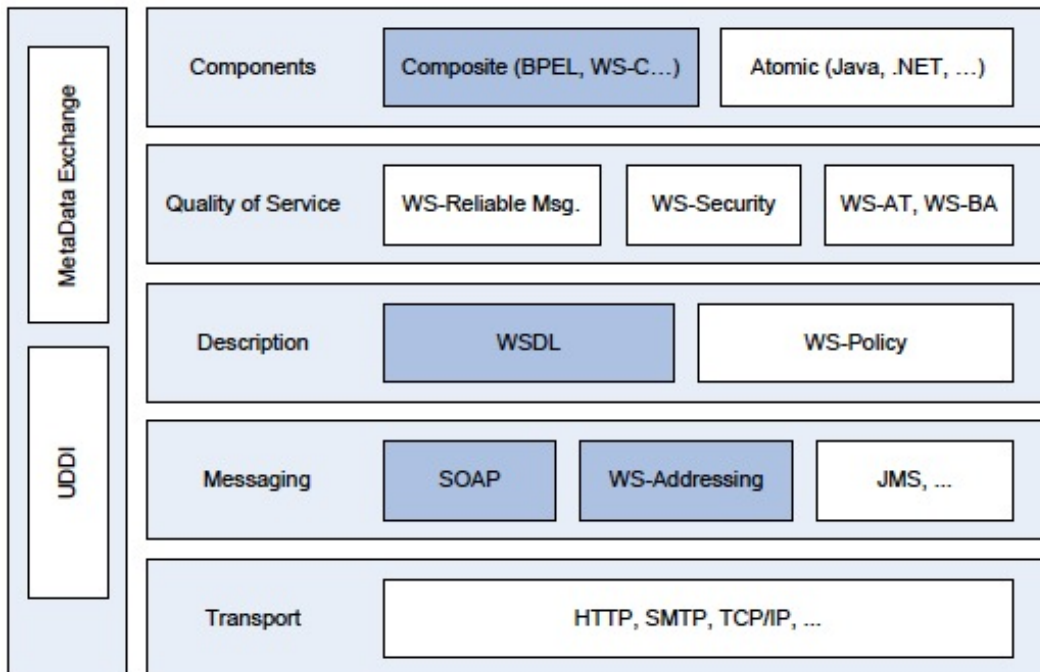 MetaData Exchange
UDDI
Components
Composite (BPEL, WS-C…)
Atomic (Java, .NET, …)
Quality of Service
WS-Reliable Msg.
WS-Security
WS-AT, WS-BA
Description
WSDL
WS-Policy
Messaging
SOAP
WS-Addressing
JMS, ...
Transport
HTTP, SMTP, TCP/IP, ...